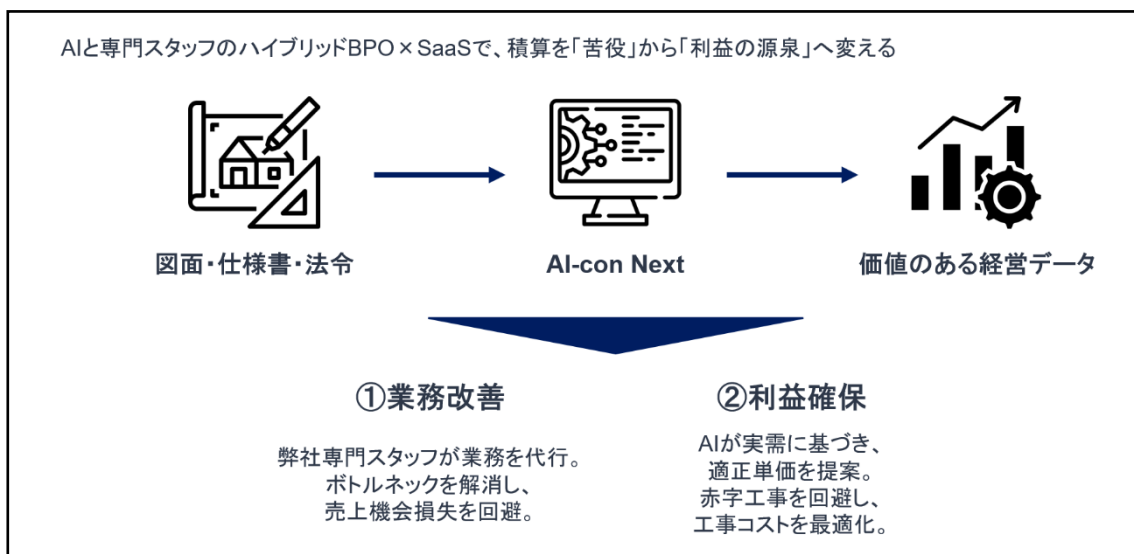 AIと専門スタッフのハイブリッドBPO×SaaSで、積算を「苦役」から「利益の源泉」へ変える
図面・仕様書・法令
AI-con Next
価値のある経営データ
①業務改善
弊社専門スタッフが業務を代行。
ボトルネックを解消し、
売上機会損失を回避。
②利益確保
AIが実需に基づき、
適正単価を提案。
赤字工事を回避し、
工事コストを最適化。